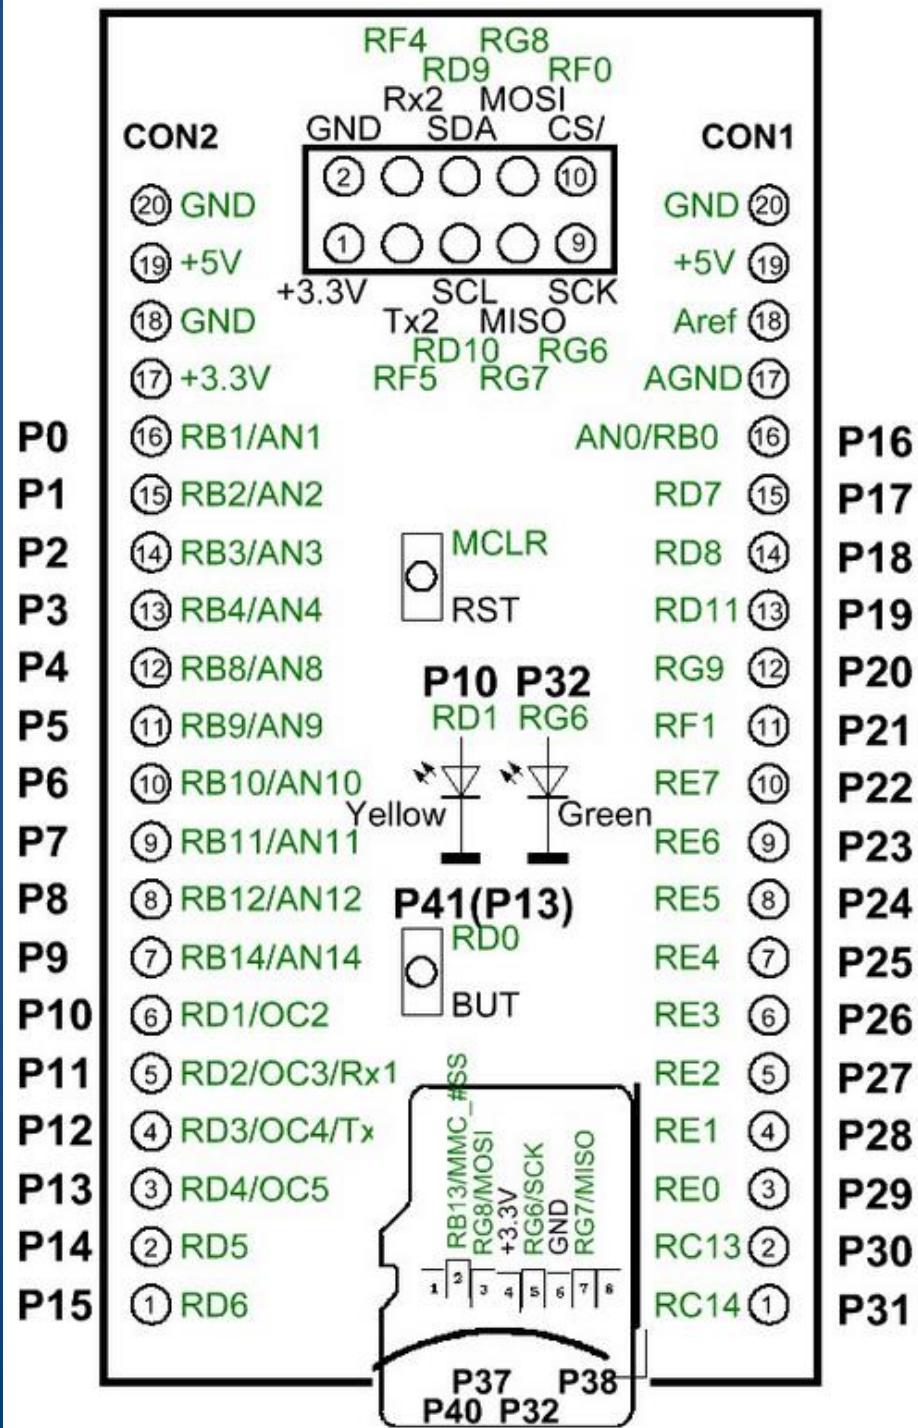 RF4 RG8
RD9 RF0
Rx2 MOSI
GND SDA CS/
CON2
CON1
2 10
1 9
+3.3V SCL SCK
Tx2 MISO
RD10 RG6
RF5 RG7
20 GND
19 +5V
18 GND
17 +3.3V
P0 16 RB1/AN1
P1 15 RB2/AN2
P2 14 RB3/AN3
P3 13 RB4/AN4
P4 12 RB8/AN8
P5 11 RB9/AN9
P6 10 RB10/AN10
P7 9 RB11/AN11
P8 8 RB12/AN12
P9 7 RB14/AN14
P10 6 RD1/OC2
P11 5 RD2/OC3/Rx1
P12 4 RD3/OC4/Tx
P13 3 RD4/OC5
P14 2 RD5
P15 1 RD6
MCLR
RST
P10 P32
RD1 RG6
Yellow Green
P41(P13)
RD0
BUT
RB13/MMC_#SS
RG8/MOSI
+3.3V
RG6/SCK
GND
RG7/MISO
1 2 3 4 5 6 7 8
P37 P38
P40 P32
GND 20
+5V 19
Aref 18
AGND 17
AN0/RB0 16 P16
RD7 15 P17
RD8 14 P18
RD11 13 P19
RG9 12 P20
RF1 11 P21
RE7 10 P22
RE6 9 P23
RE5 8 P24
RE4 7 P25
RE3 6 P26
RE2 5 P27
RE1 4 P28
RE0 3 P29
RC13 2 P30
RC14 1 P31